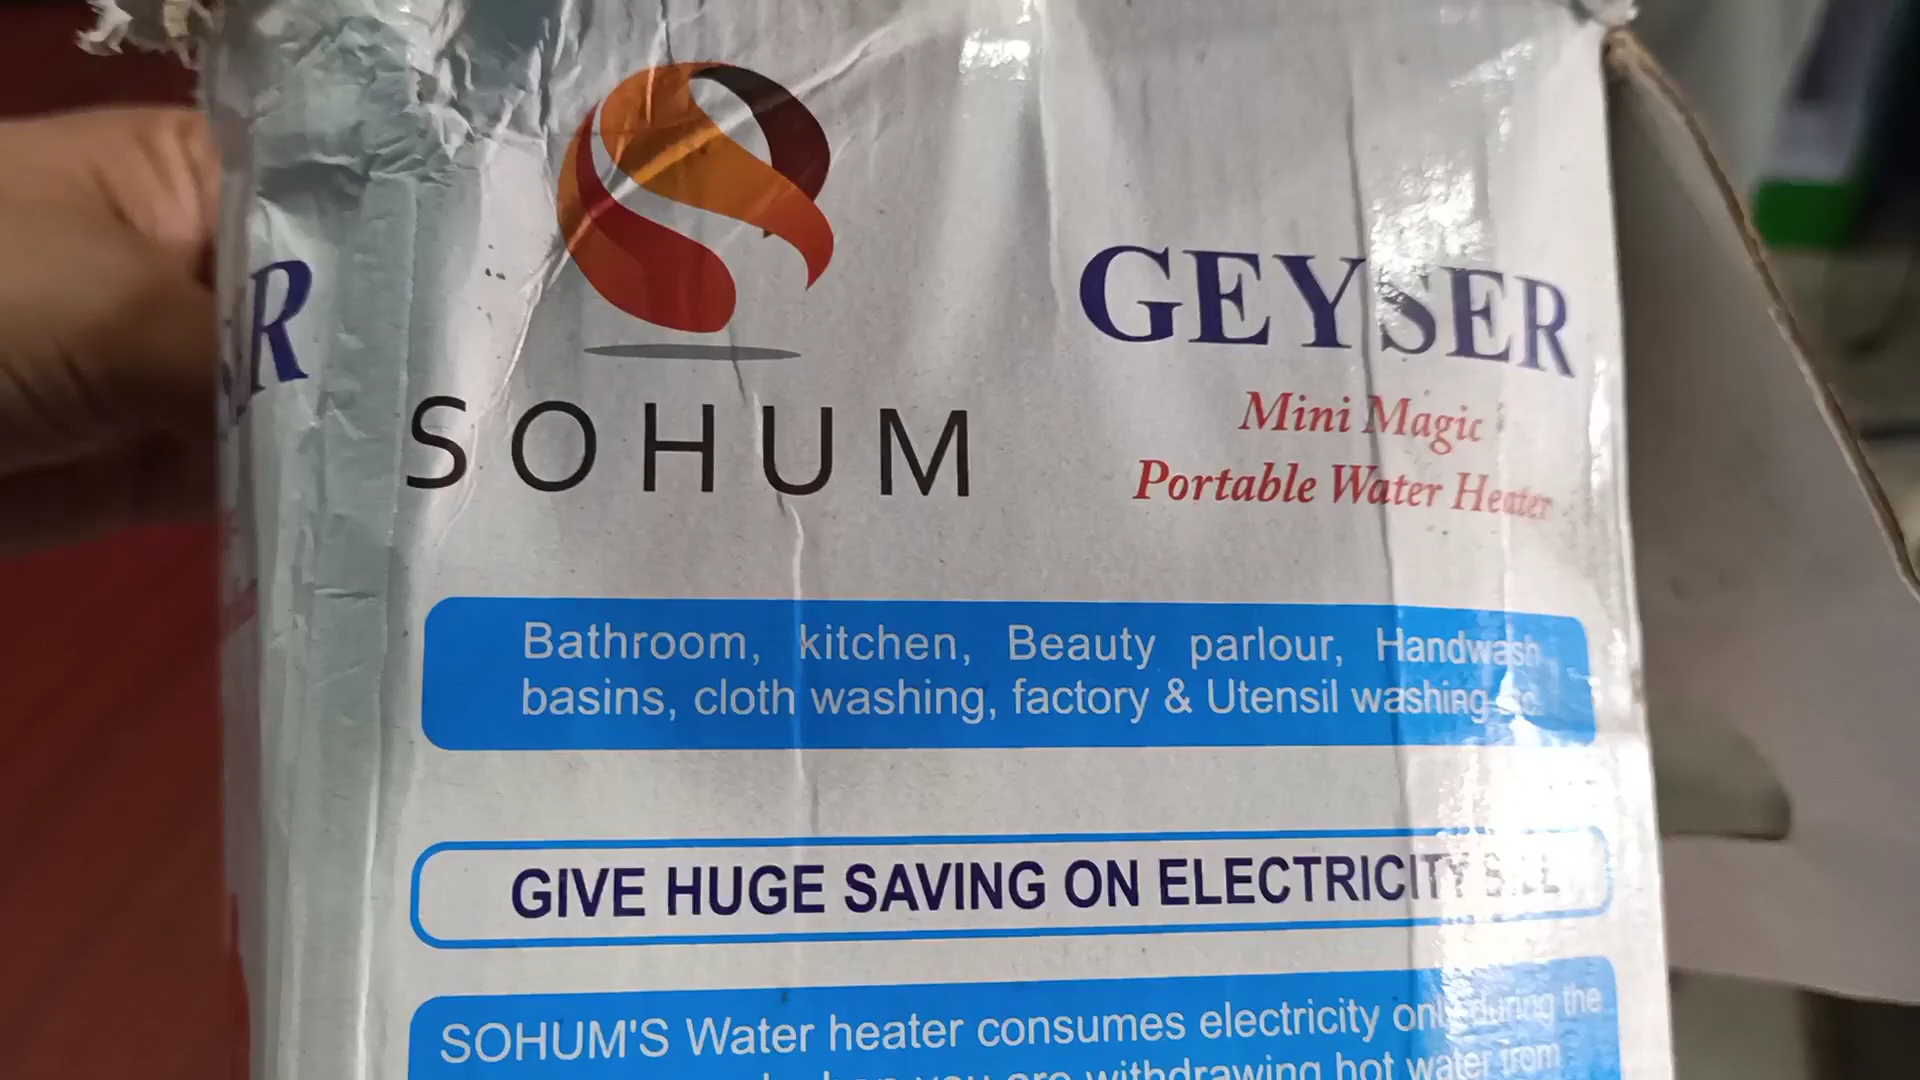 SOHUM
GEYSER
Mini Magic
Portable Water Heater
Bathroom, kitchen, Beauty parlour, Handwash
basins, cloth washing, factory & Utensil washing
GIVE HUGE SAVING ON ELECTRICITY BILL
SOHUM'S Water heater consumes electricity only during the
you are withdrawing hot water from